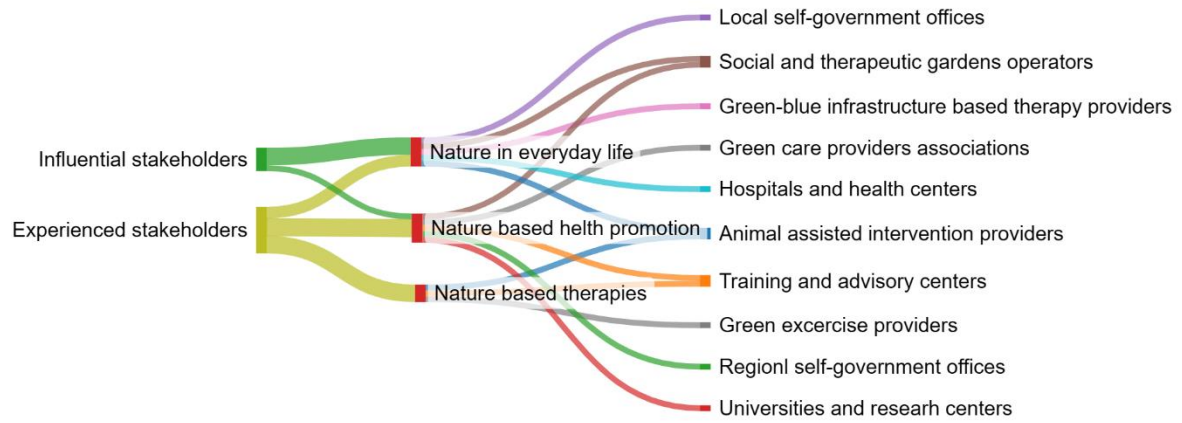 Influential stakeholders
Experienced stakeholders
Nature in everyday life
Nature based helth promotion
Nature based therapies
Local self-government offices
Social and therapeutic gardens operators
Green-blue infrastructure based therapy providers
Green care providers associations
Hospitals and health centers
Animal assisted intervention providers
Training and advisory centers
Green excercise providers
Regionl self-government offices
Universities and researh centers